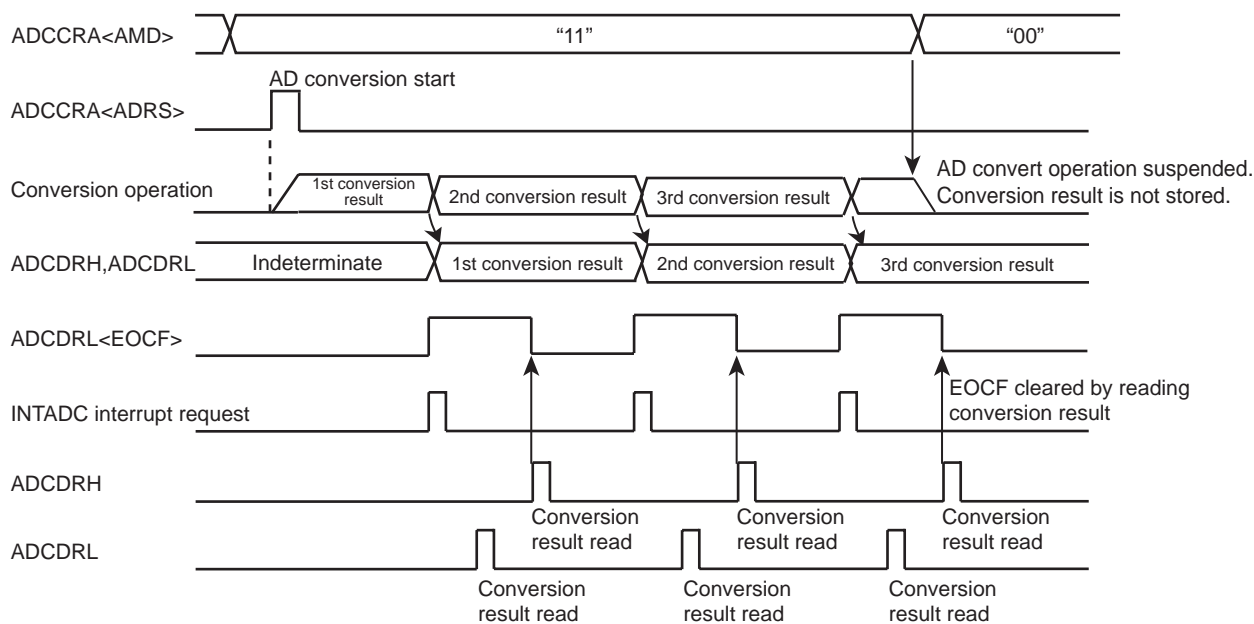 ADCCRA<AMD>
“11”
“00”
AD conversion start
ADCCRA<ADRS>
AD convert operation suspended.
Conversion result is not stored.
Conversion operation
1st conversion
result
2nd conversion result
3rd conversion result
ADCDRH,ADCDRL
Indeterminate
1st conversion result
2nd conversion result
3rd conversion result
ADCDRL<EOCF>
EOCF cleared by reading
conversion result
INTADC interrupt request
ADCDRH
Conversion
result read
Conversion
result read
Conversion
result read
ADCDRL
Conversion
result read
Conversion
result read
Conversion
result read